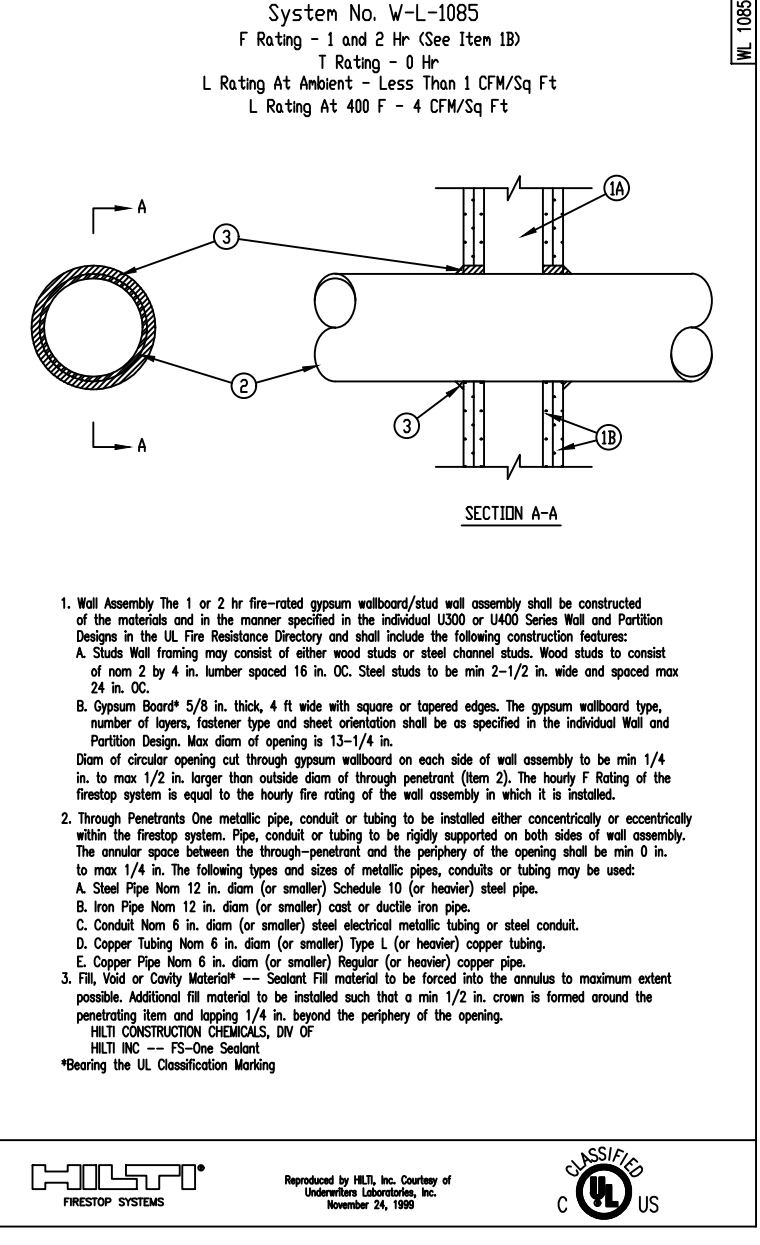 System No. W-L-1085
WL 1085
F Rating - 1 and 2 Hr (See Item 1B)
T Rating - 0 Hr
L Rating At Ambient - Less Than 1 CFM/Sq Ft
L Rating At 400 F - 4 CFM/Sq Ft
A
1A
3
2
3
1B
A
SECTION A-A
1. Wall Assembly The 1 or 2 hr fire-rated gypsum wallboard/stud wall assembly shall be constructed
of the materials and in the manner specified in the individual U300 or U400 Series Wall and Partition
Designs in the UL Fire Resistance Directory and shall include the following construction features:
A. Studs Wall framing may consist of either wood studs or steel channel studs. Wood studs to consist
of nom 2 by 4 in. lumber spaced 16 in. OC. Steel studs to be min 2-1/2 in. wide and spaced max
24 in. OC.
B. Gypsum Board* 5/8 in. thick, 4 ft wide with square or tapered edges. The gypsum wallboard type,
number of layers, fastener type and sheet orientation shall be as specified in the individual Wall and
Partition Design. Max diam of opening is 13-1/4 in.
Diam of circular opening cut through gypsum wallboard on each side of wall assembly to be min 1/4
in. to max 1/2 in. larger than outside diam of through penetrant (Item 2). The hourly F Rating of the
firestop system is equal to the hourly fire rating of the wall assembly in which it is installed.
2. Through Penetrants One metallic pipe, conduit or tubing to be installed either concentrically or eccentrically
within the firestop system. Pipe, conduit or tubing to be rigidly supported on both sides of wall assembly.
The annular space between the through-penetrant and the periphery of the opening shall be min 0 in.
to max 1/4 in. The following types and sizes of metallic pipes, conduits or tubing may be used:
A. Steel Pipe Nom 12 in. diam (or smaller) Schedule 10 (or heavier) steel pipe.
B. Iron Pipe Nom 12 in. diam (or smaller) cast or ductile iron pipe.
C. Conduit Nom 6 in. diam (or smaller) steel electrical metallic tubing or steel conduit.
D. Copper Tubing Nom 6 in. diam (or smaller) Type L (or heavier) copper tubing.
E. Copper Pipe Nom 6 in. diam (or smaller) Regular (or heavier) copper pipe.
3. Fill, Void or Cavity Material* -- Sealant Fill material to be forced into the annulus to maximum extent
possible. Additional fill material to be installed such that a min 1/2 in. crown is formed around the
penetrating item and lapping 1/4 in. beyond the periphery of the opening.
HILTI CONSTRUCTION CHEMICALS, DIV OF
HILTI INC -- FS-One Sealant
*Bearing the UL Classification Marking
HILTI®
FIRESTOP SYSTEMS
Reproduced by HILTI, Inc. Courtesy of
Underwriters Laboratories, Inc.
November 24, 1999
CLASSIFIED
C UL US